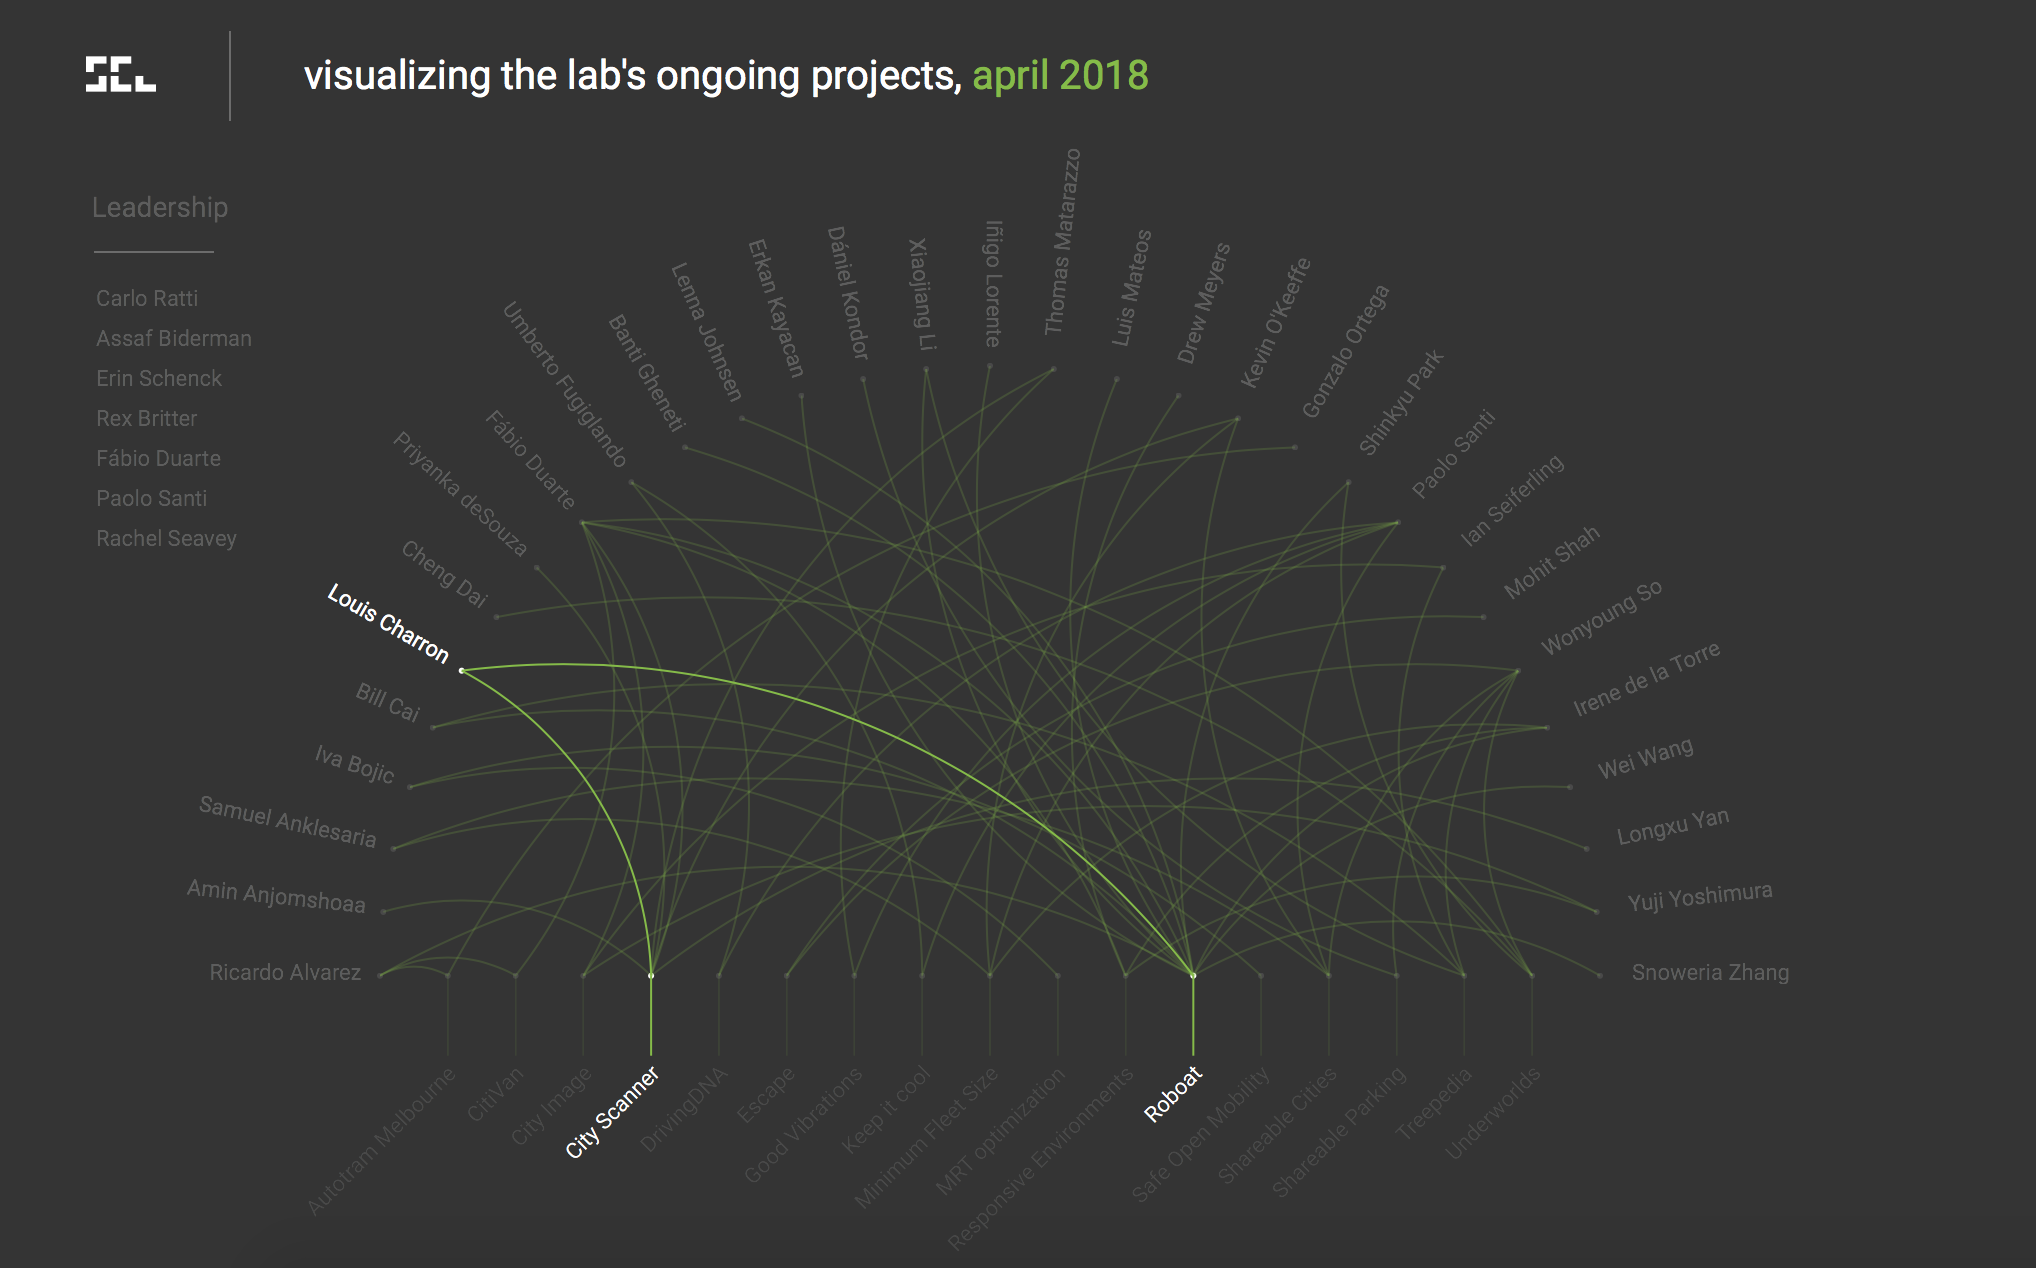 SCL
visualizing the lab's ongoing projects, april 2018
Leadership
Carlo Ratti
Assaf Biderman
Erin Schenck
Rex Britter
Fábio Duarte
Paolo Santi
Rachel Seavey
Ricardo Alvarez
Amin Anjomshoaa
Samuel Anklesaria
Iva Bojic
Bill Cai
Louis Charron
Cheng Dai
Priyanka deSouza
Fábio Duarte
Umberto Fugiglando
Banti Gheneti
Lenna Johnsen
Erkan Kayacan
Dániel Kondor
Xiaojiang Li
Iñigo Lorente
Thomas Matarazzo
Luis Mateos
Drew Meyers
Kevin O'Keeffe
Gonzalo Ortega
Shinkyu Park
Paolo Santi
Ian Seiferling
Mohit Shah
Wonyoung So
Irene de la Torre
Wei Wang
Longxu Yan
Yuji Yoshimura
Snoweria Zhang
Autotram Melbourne
CitiVan
City Image
City Scanner
DrivingDNA
Escape
Good Vibrations
Keep it cool
Minimum Fleet Size
MRT optimization
Responsive Environments
Roboat
Safe Open Mobility
Shareable Cities
Shareable Parking
Treepedia
Underworlds